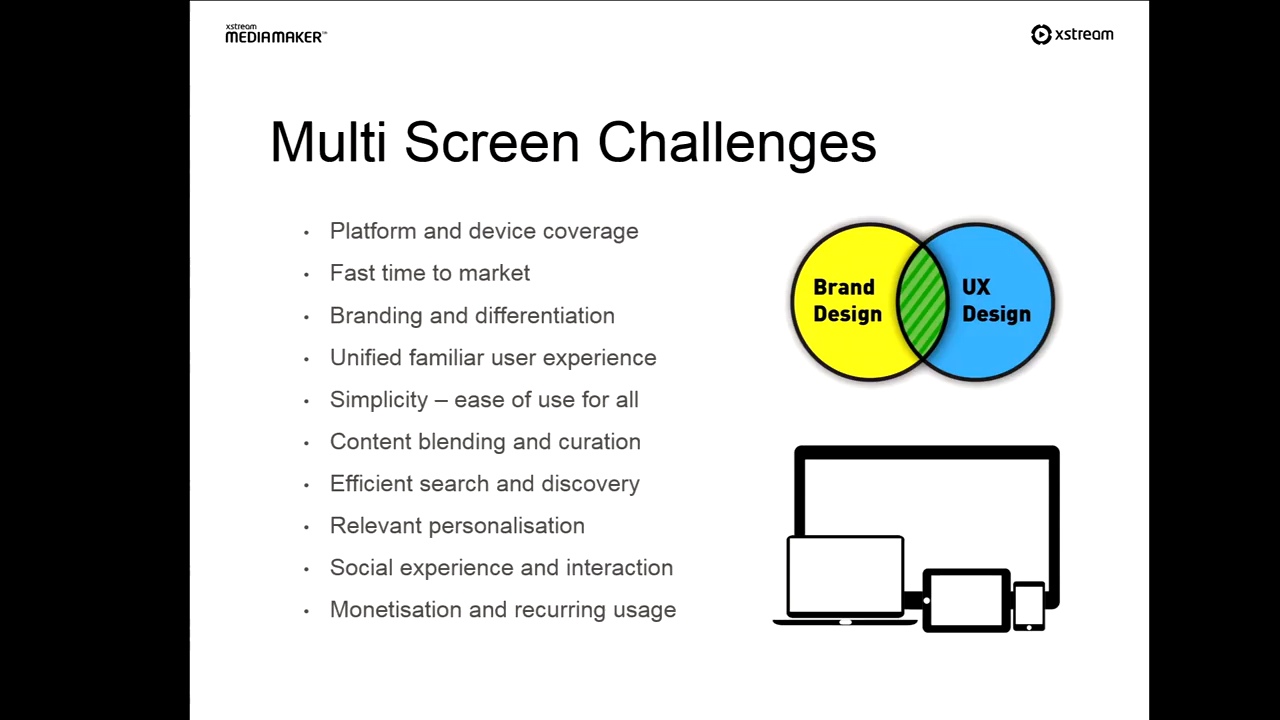 xstream
MEDIAMAKER™
xstream
Multi Screen Challenges
• Platform and device coverage
• Fast time to market
• Branding and differentiation
• Unified familiar user experience
• Simplicity – ease of use for all
• Content blending and curation
• Efficient search and discovery
• Relevant personalisation
• Social experience and interaction
• Monetisation and recurring usage
Brand
Design
UX
Design